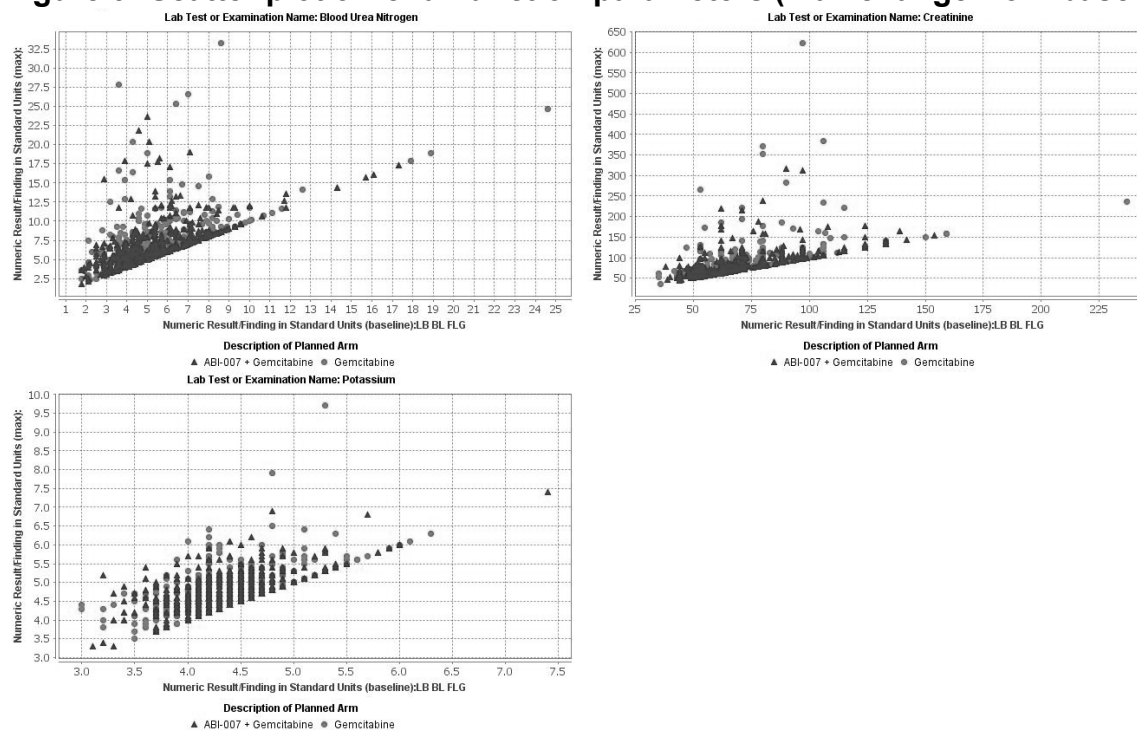 parameters
Lab Test or Examination Name: Blood Urea Nitrogen
Numeric Result/Finding in Standard Units (max):
32.5
30.0
27.5
25.0
22.5
20.0
17.5
15.0
12.5
10.0
7.5
5.0
2.5
1 2 3 4 5 6 7 8 9 10 11 12 13 14 15 16 17 18 19 20 21 22 23 24 25
Numeric Result/Finding in Standard Units (baseline):LB BL FLG
Description of Planned Arm
ABI-007 + Gemcitabine Gemcitabine
Lab Test or Examination Name: Creatinine
Numeric Result/Finding in Standard Units (max):
650
600
550
500
450
400
350
300
250
200
150
100
50
25 50 75 100 125 150 175 200 225
Numeric Result/Finding in Standard Units (baseline):LB BL FLG
Description of Planned Arm
ABI-007 + Gemcitabine Gemcitabine
Lab Test or Examination Name: Potassium
Numeric Result/Finding in Standard Units (max):
10.0
9.5
9.0
8.5
8.0
7.5
7.0
6.5
6.0
5.5
5.0
4.5
4.0
3.5
3.0
3.0 3.5 4.0 4.5 5.0 5.5 6.0 6.5 7.0 7.5
Numeric Result/Finding in Standard Units (baseline):LB BL FLG
Description of Planned Arm
ABI-007 + Gemcitabine Gemcitabine